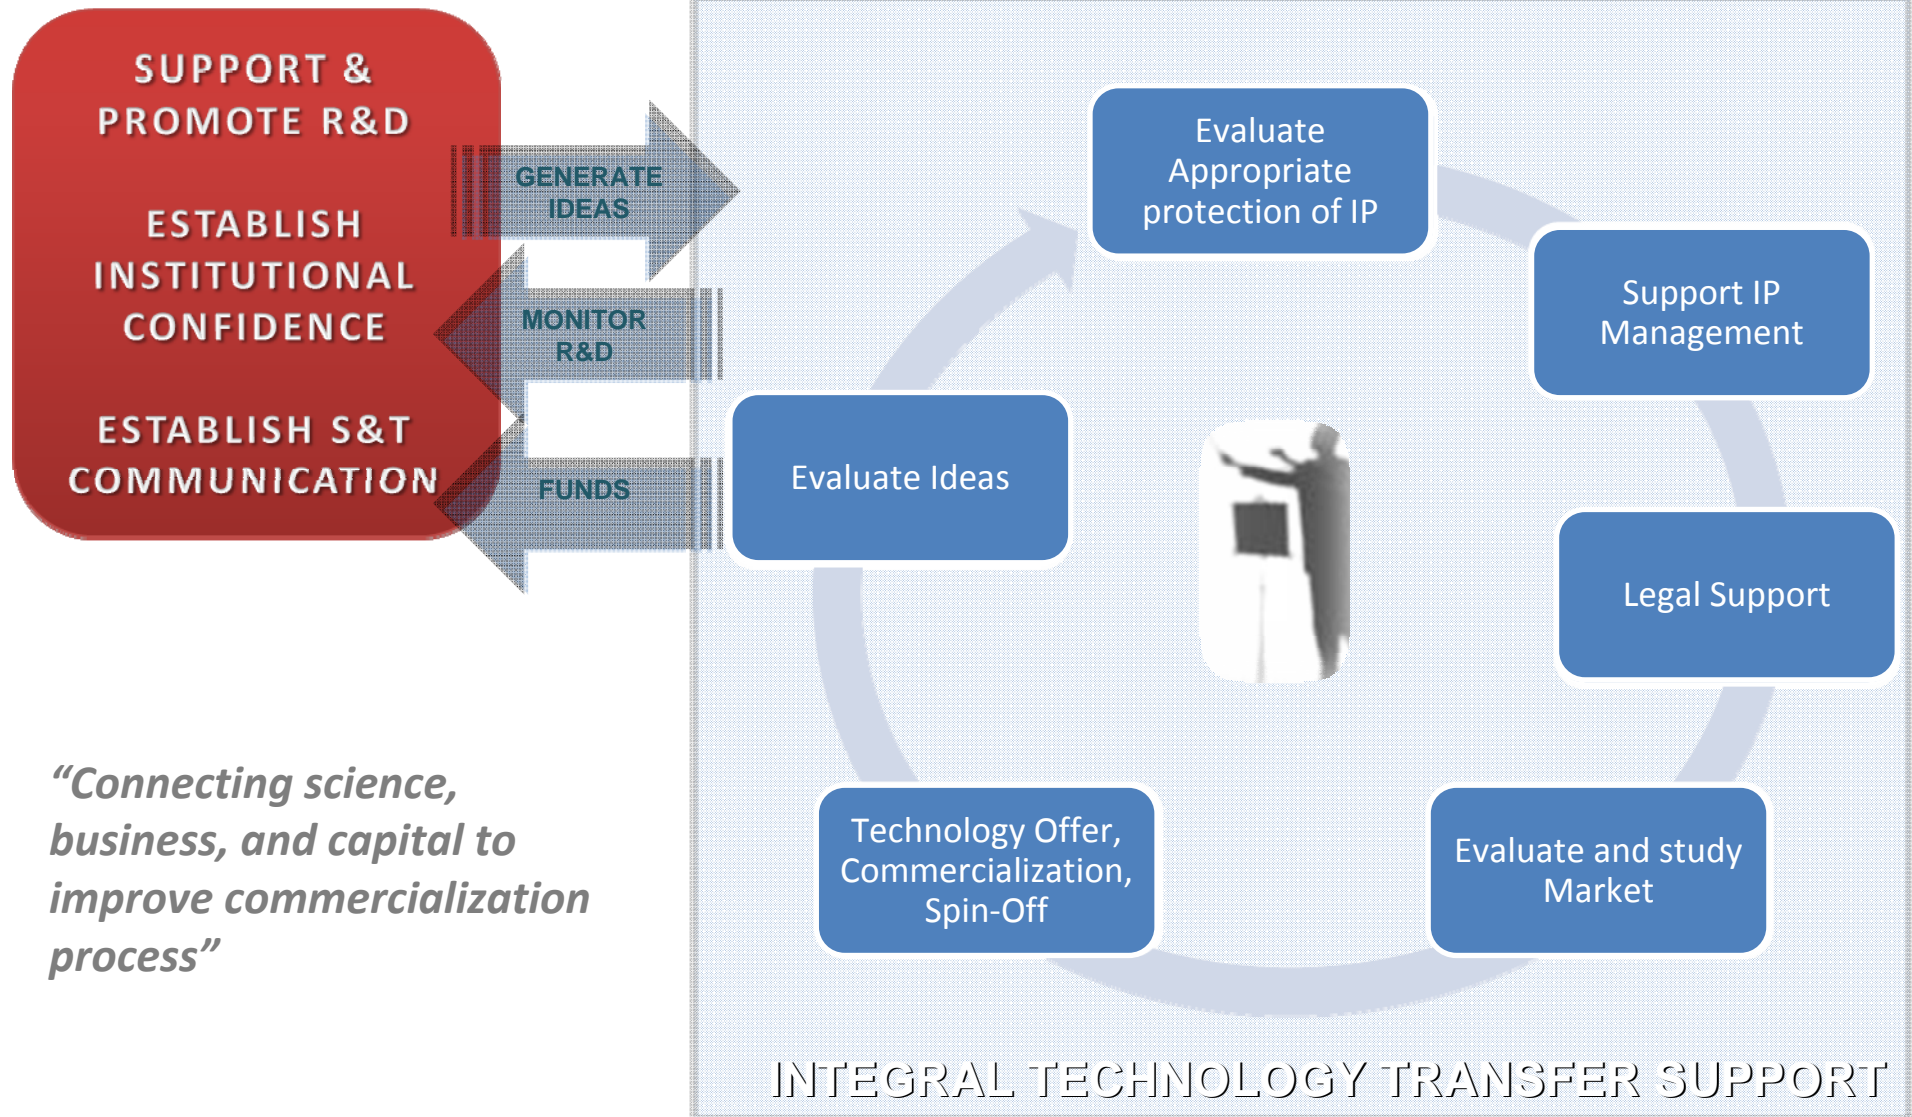 SUPPORT &
PROMOTE R&D
ESTABLISH
INSTITUTIONAL
CONFIDENCE
ESTABLISH S&T
COMMUNICATION
GENERATE
IDEAS
MONITOR
R&D
FUNDS
Evaluate
Appropriate
protection of IP
Support IP
Management
Legal Support
Evaluate and study
Market
Technology Offer,
Commercialization,
Spin-Off
Evaluate Ideas
“Connecting science,
business, and capital to
improve commercialization
process”
INTEGRAL TECHNOLOGY TRANSFER SUPPORT